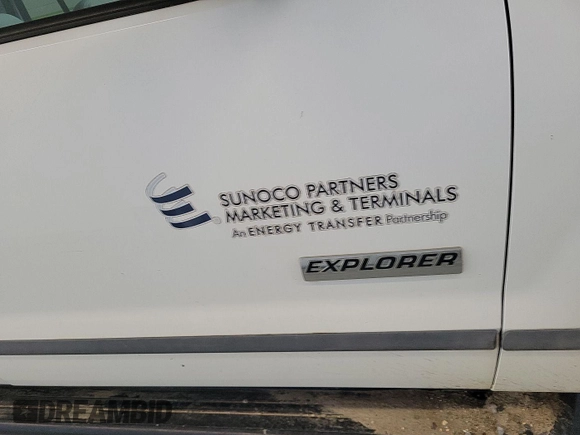 SUNOCO PARTNERS
MARKETING & TERMINALS
An ENERGY TRANSFER Partnership
EXPLORER
DREAMBID